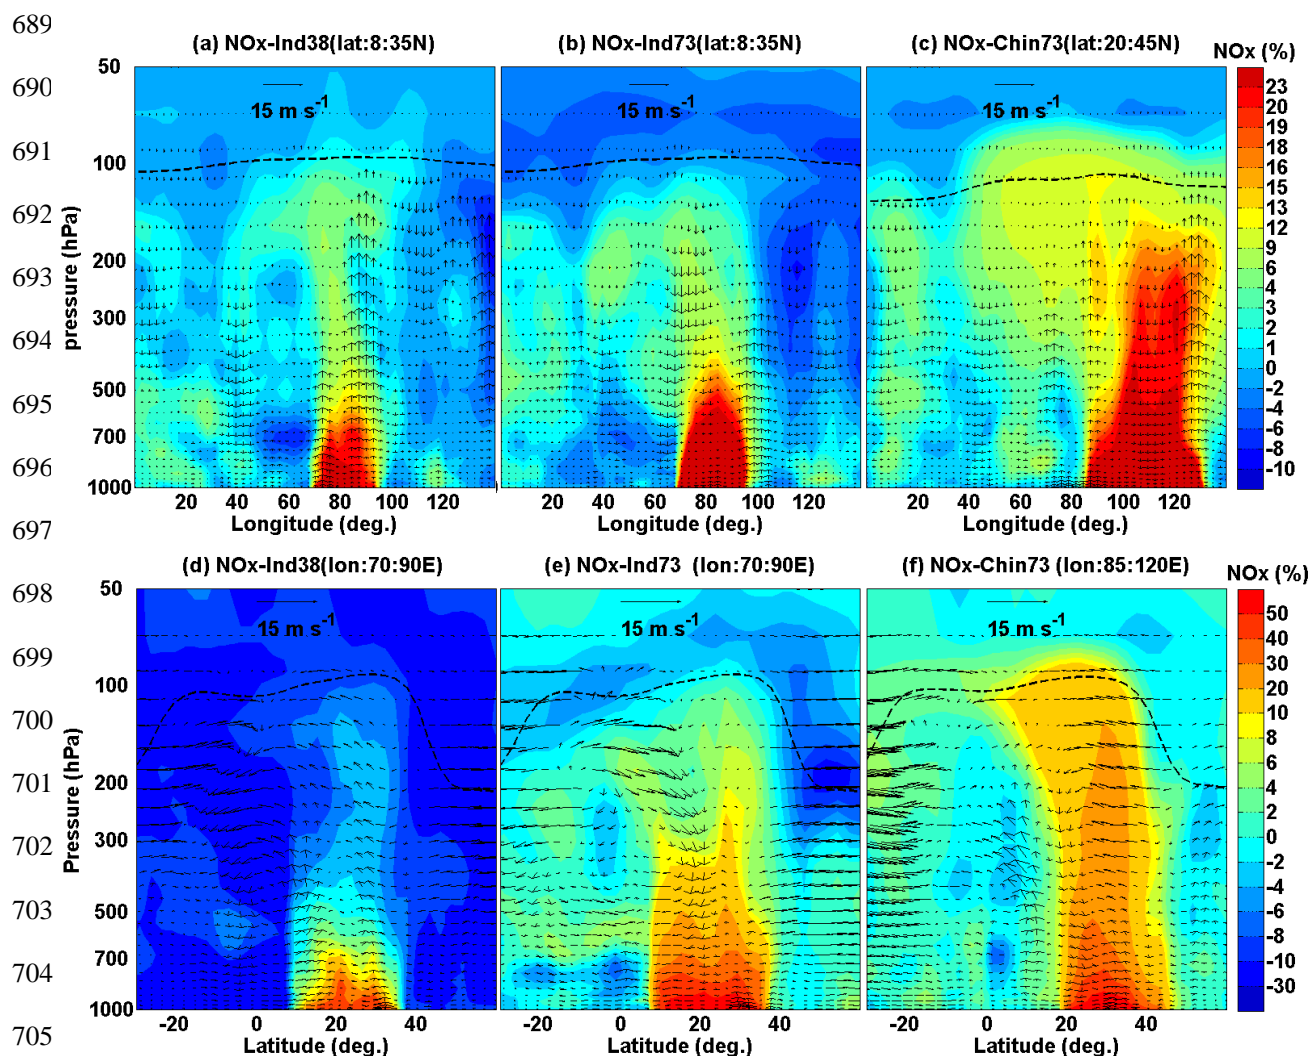 689
690
691
692
693
694
695
696
697
698
699
700
701
702
703
704
705
(a) NOx-Ind38(lat:8:35N)
(b) NOx-Ind73(lat:8:35N)
(c) NOx-Chin73(lat:20:45N)
NOx (%)
15 m s-1
15 m s-1
15 m s-1
pressure (hPa)
50
100
200
300
500
700
1000
20 40 60 80 100 120
20 40 60 80 100 120
20 40 60 80 100 120
Longitude (deg.)
Longitude (deg.)
Longitude (deg.)
23
20
19
18
16
15
13
9
6
4
3
2
1
0
-2
-4
-6
-8
-10
(d) NOx-Ind38(lon:70:90E)
(e) NOx-Ind73 (lon:70:90E)
(f) NOx-Chin73 (lon:85:120E)
NOx (%)
15 m s-1
15 m s-1
15 m s-1
Pressure (hPa)
50
100
200
300
500
700
1000
-20 0 20 40
-20 0 20 40
-20 0 20 40
Latitude (deg.)
Latitude (deg.)
Latitude (deg.)
50
40
30
20
10
8
6
4
2
0
-2
-4
-6
-8
-10
-30